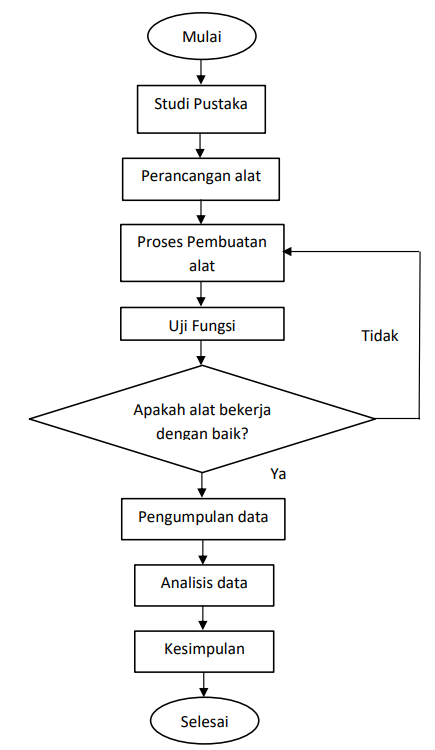 Mulai
Studi Pustaka
Perancangan alat
Proses Pembuatan
alat
Uji Fungsi
Tidak
Apakah alat bekerja
dengan baik?
Ya
Pengumpulan data
Analisis data
Kesimpulan
Selesai